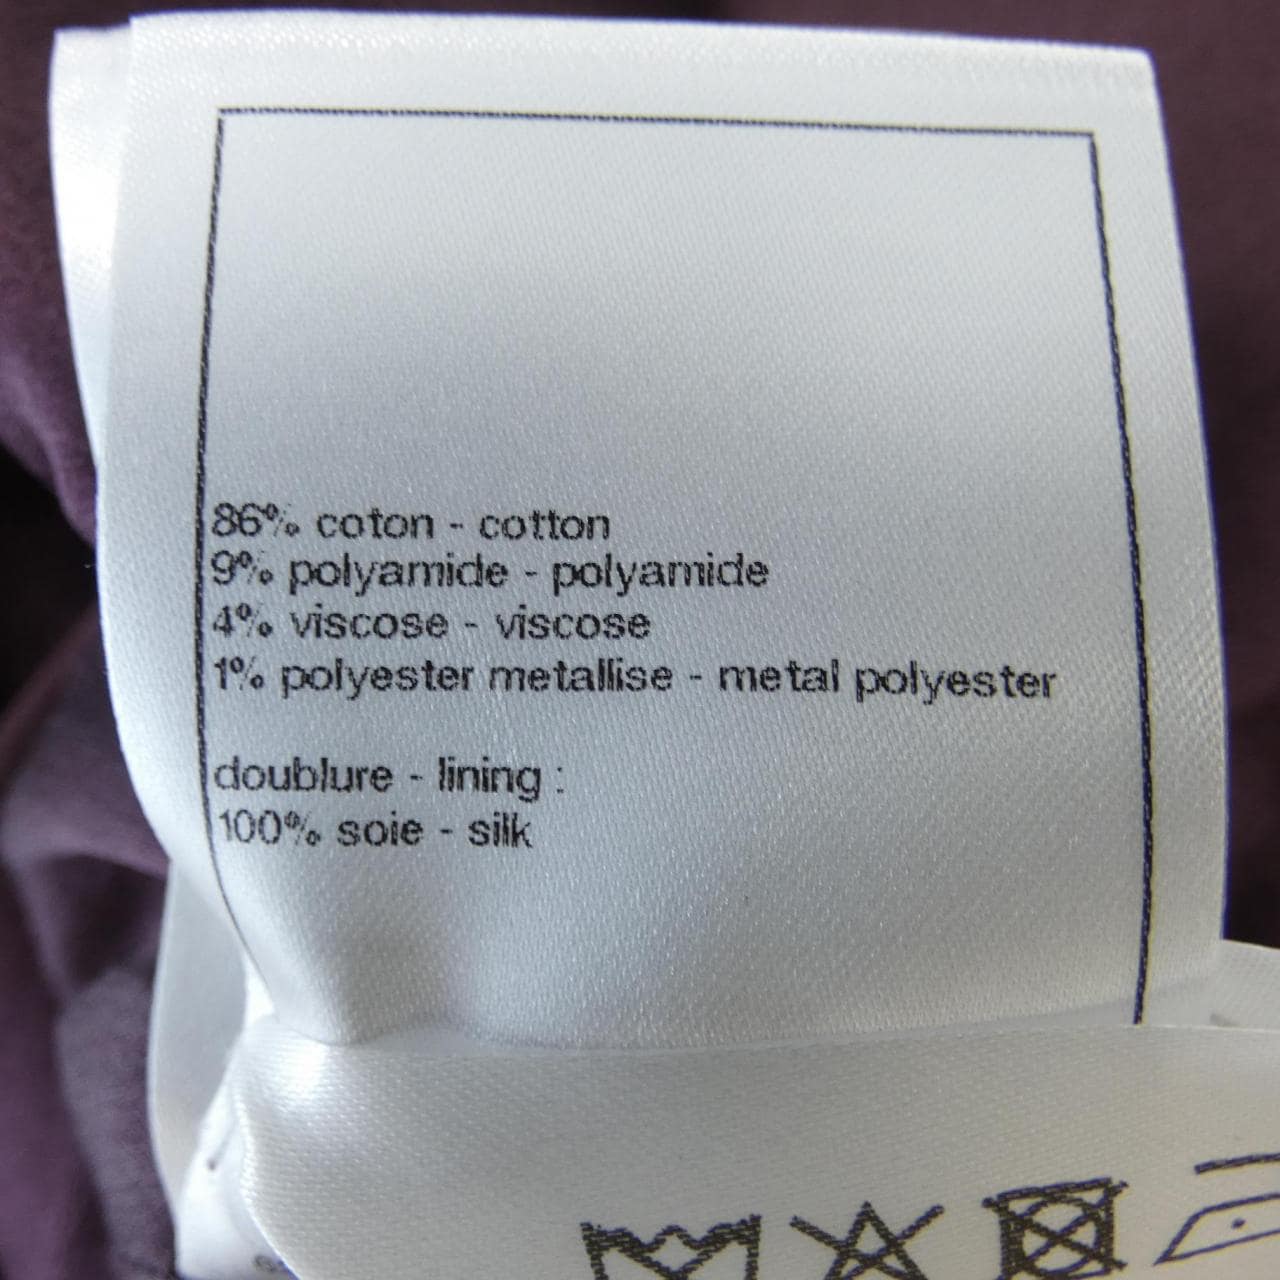 86% coton - cotton
9% polyamide - polyamide
4% viscose - viscose
1% polyester metallise - metal polyester
doublure - lining :
100% soie - silk